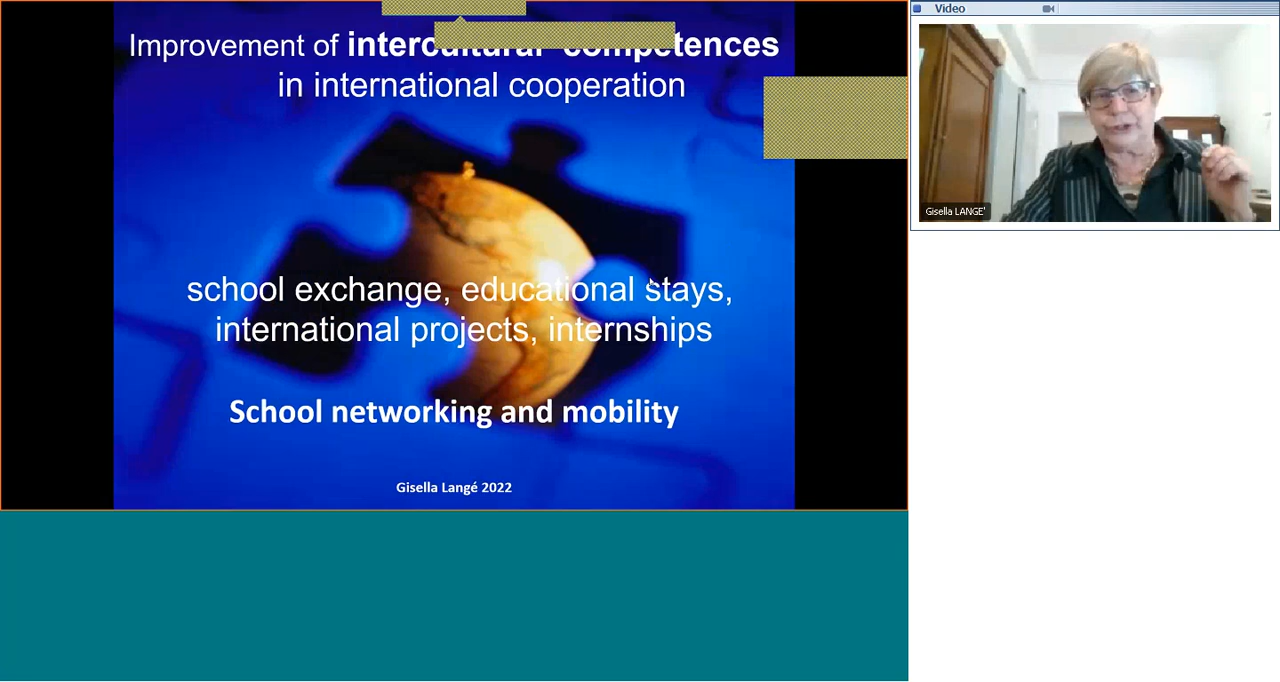 Improvement of intercultural competences
in international cooperation
school exchange, educational stays,
international projects, internships
School networking and mobility
Gisella Langé 2022
Video
Gisella LANGE'